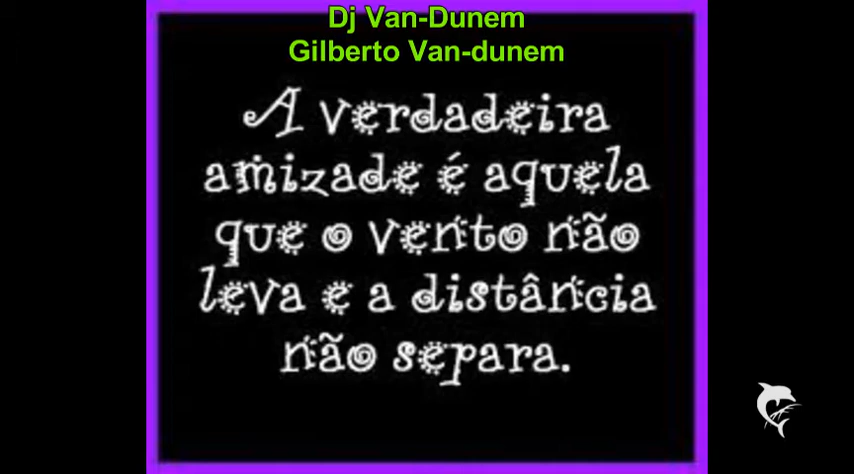 Dj Van-Dunem
Gilberto Van-dunem
A verdadeira
amizade é aquela
que o vento não
leva e a distância
não separa.